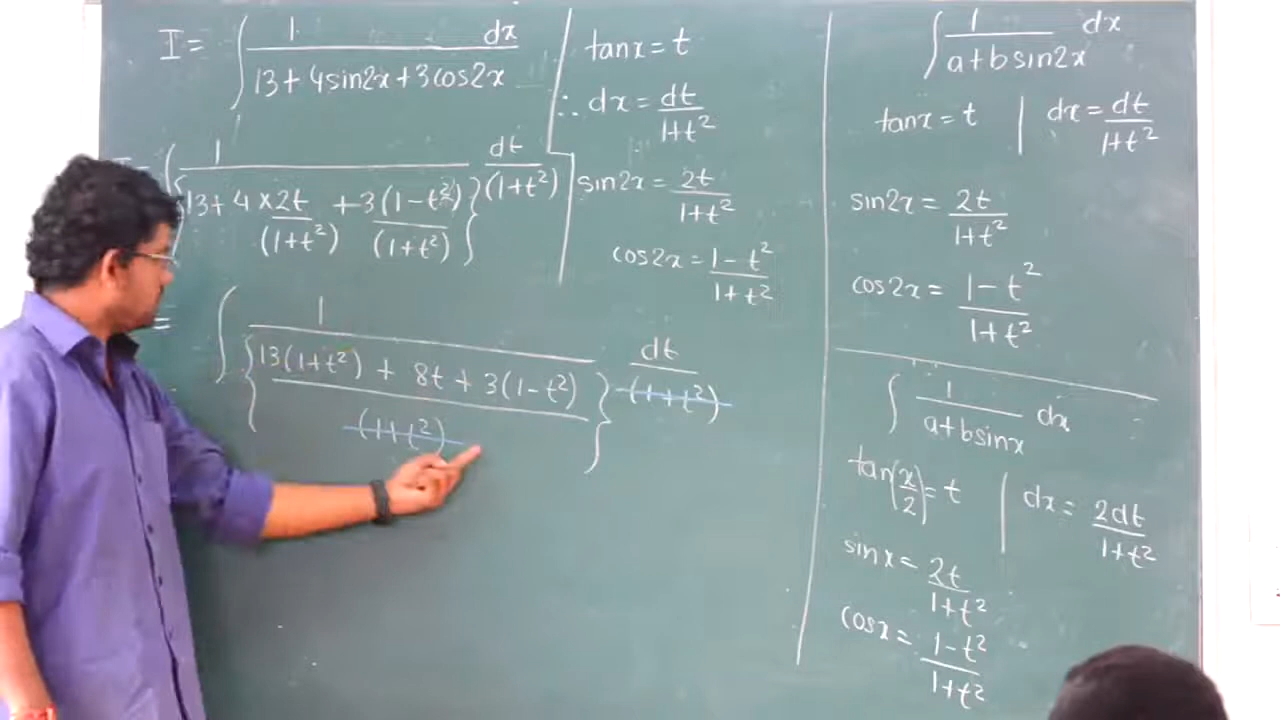 I = ∫ 1 dx / 13 + 4sin2x + 3cos2x
= ∫ 1 / {13 + 4 × 2t / (1+t²) + 3(1-t²) / (1+t²)} dt / (1+t²)
= ∫ 1 / {13(1+t²) + 8t + 3(1-t²) / (1+t²)} dt / (1+t²)
tanx = t
∴ dx = dt / 1+t²
sin2x = 2t / 1+t²
cos2x = 1-t² / 1+t²
∫ 1 / a+bsin2x dx
tanx = t | dx = dt / 1+t²
sin2x = 2t / 1+t²
cos2x = 1-t² / 1+t²
∫ 1 / a+bsinx dx
tan(x/2) = t | dx = 2dt / 1+t²
sinx = 2t / 1+t²
cosx = 1-t² / 1+t²